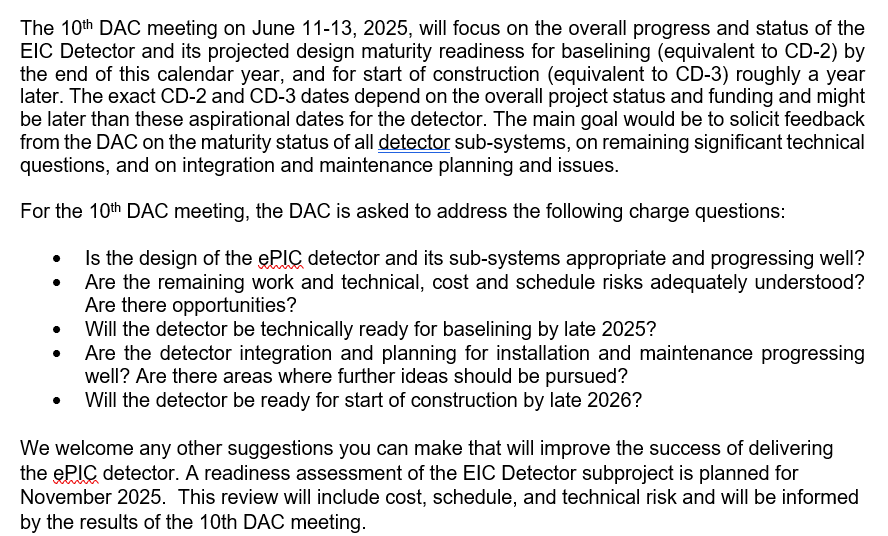 The 10th DAC meeting on June 11-13, 2025, will focus on the overall progress and status of the
EIC Detector and its projected design maturity readiness for baselining (equivalent to CD-2) by
the end of this calendar year, and for start of construction (equivalent to CD-3) roughly a year
later. The exact CD-2 and CD-3 dates depend on the overall project status and funding and might
be later than these aspirational dates for the detector. The main goal would be to solicit feedback
from the DAC on the maturity status of all detector sub-systems, on remaining significant technical
questions, and on integration and maintenance planning and issues.
For the 10th DAC meeting, the DAC is asked to address the following charge questions:
• Is the design of the ePIC detector and its sub-systems appropriate and progressing well?
• Are the remaining work and technical, cost and schedule risks adequately understood?
Are there opportunities?
• Will the detector be technically ready for baselining by late 2025?
• Are the detector integration and planning for installation and maintenance progressing
well? Are there areas where further ideas should be pursued?
• Will the detector be ready for start of construction by late 2026?
We welcome any other suggestions you can make that will improve the success of delivering
the ePIC detector. A readiness assessment of the EIC Detector subproject is planned for
November 2025.  This review will include cost, schedule, and technical risk and will be informed
by the results of the 10th DAC meeting.